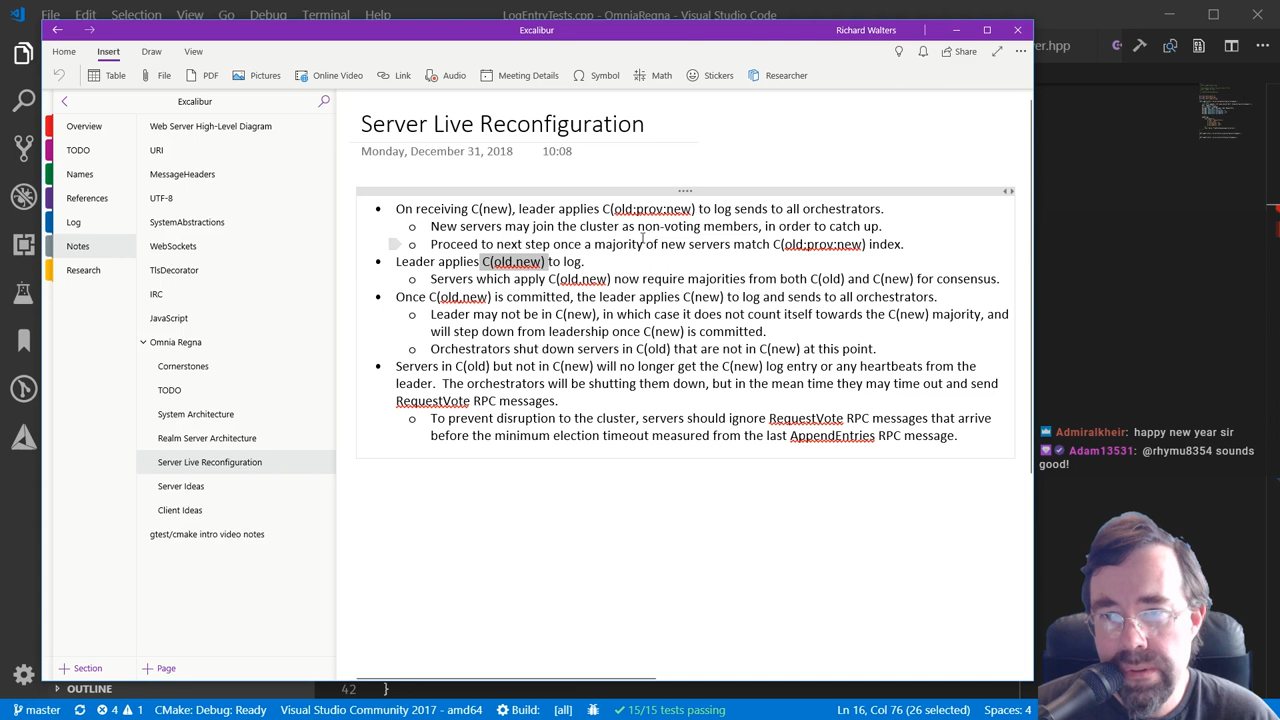 File Edit Selection View Go Debug Terminal Help LogEntryTests.cpp - OmniaRegna - Visual Studio Code
Excalibur
Richard Walters
Home Insert Draw View
Share
Table File PDF Pictures Online Video Link Audio Meeting Details Symbol Math Stickers Researcher
Excalibur
Overview
TODO
Names
References
Log
Notes
Research
Web Server High-Level Diagram
URI
MessageHeaders
UTF-8
SystemAbstractions
WebSockets
TlsDecorator
IRC
JavaScript
Omnia Regna
Cornerstones
TODO
System Architecture
Realm Server Architecture
Server Live Reconfiguration
Server Ideas
Client Ideas
gtest/cmake intro video notes
Section
Page
Server Live Reconfiguration
Monday, December 31, 2018 10:08
• On receiving C(new), leader applies C(old;prov:new) to log sends to all orchestrators.
o New servers may join the cluster as non-voting members, in order to catch up.
o Proceed to next step once a majority of new servers match C(old;prov:new) index.
• Leader applies C(old,new) to log.
o Servers which apply C(old,new) now require majorities from both C(old) and C(new) for consensus.
• Once C(old,new) is committed, the leader applies C(new) to log and sends to all orchestrators.
o Leader may not be in C(new), in which case it does not count itself towards the C(new) majority, and
will step down from leadership once C(new) is committed.
o Orchestrators shut down servers in C(old) that are not in C(new) at this point.
• Servers in C(old) but not in C(new) will no longer get the C(new) log entry or any heartbeats from the
leader. The orchestrators will be shutting them down, but in the mean time they may time out and send
RequestVote RPC messages.
o To prevent disruption to the cluster, servers should ignore RequestVote RPC messages that arrive
before the minimum election timeout measured from the last AppendEntries RPC message.
er.hpp
Admiralkheir: happy new year sir
Adam13531: @rhymu8354 sounds
good!
OUTLINE
42 }
master 4 1 CMake: Debug: Ready Visual Studio Community 2017 - amd64 Build: [all] 15/15 tests passing Ln 16, Col 76 (26 selected) Spaces: 4